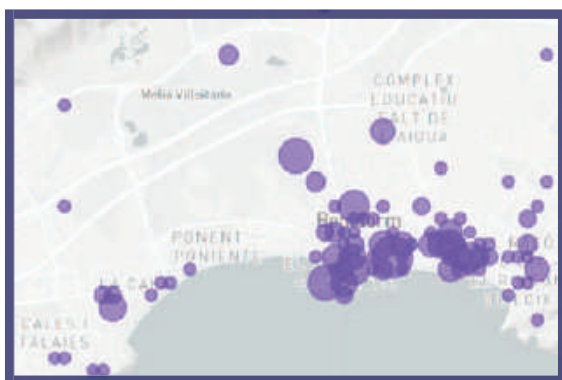 Melia Villaitana
COMPLEX
EDUCATIU
SALT DE
L'AIGUA
Benidorm
PONENT
PONIENTE
LA CALA
CALES I
TALAIES